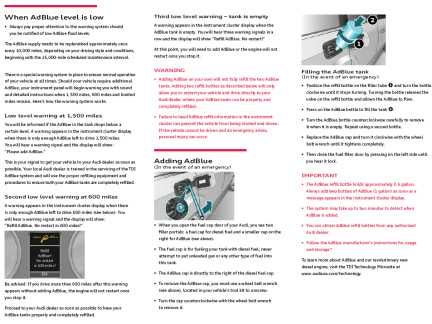 When AdBlue level is low
• Always pay proper attention to the warning system should
you be notified of low AdBlue fluid levels.
The AdBlue supply needs to be replenished approximately once
every 10,000 miles, depending on your driving style and conditions,
beginning with the 15,000-mile scheduled maintenance interval.
There is a special warning system in place to ensure normal operation
of your vehicle at all times. Should your vehicle require additional
AdBlue, your instrument panel will begin warning you with sound
and detailed instructions when 1,500 miles, 600 miles and limited
miles remain. Here's how the warning system works:
Low level warning at 1,500 miles
You will be informed if the AdBlue in the tank drops below a
certain level. A warning appears in the instrument cluster display
when there is only enough AdBlue left to drive 1,500 miles.
You will hear a warning signal and the display will show
"Please add AdBlue."
This is your signal to get your vehicle to your Audi dealer as soon as
possible. Your local Audi dealer is trained in the servicing of the TDI
AdBlue system and will use the proper refilling equipment and
procedures to ensure both your AdBlue tanks are completely refilled.
Second low level warning at 600 miles
A warning appears in the instrument cluster display when there
is only enough AdBlue left to drive 600 miles (see below). You
will hear a warning signal and the display will show
"Refill AdBlue. No restart in 600 miles!"
Refill
AdBlue!
No restart
in 600 mls!
Be advised: If you drive more than 600 miles after this warning
appears without adding AdBlue, the engine will not restart once
you stop it.
Proceed to your Audi dealer as soon as possible to have your
AdBlue tanks properly and completely refilled.
Third low level warning – tank is empty
A warning appears in the instrument cluster display when the
AdBlue tank is empty. You will hear three warning signals in a
row and the display will show "Refill AdBlue. No Restart!"
At this point, you will need to add AdBlue or the engine will not
restart once you stop it.
WARNING
• Adding AdBlue on your own will not fully refill the two AdBlue
tanks. Adding two refill bottles as described below will only
allow you to restart your vehicle and drive directly to your
Audi dealer, where your AdBlue tanks can be properly and
completely refilled.
• Failure to heed AdBlue refill information in the instrument
cluster can prevent the vehicle from being started and driven.
If the vehicle cannot be driven and an emergency arises,
personal injury can occur.
Adding AdBlue
(In the event of an emergency)
• When you open the fuel cap door of your Audi, you see two
filler portals: a fuel cap for diesel fuel and a smaller cap on the
right for AdBlue (see above).
• The fuel cap is for fueling your tank with diesel fuel; never
attempt to put unleaded gas or any other type of fuel into
this tank.
• The AdBlue cap is directly to the right of the diesel fuel cap.
• To remove the AdBlue cap, you must use a wheel bolt wrench
(see above), located in your vehicle's tool kit to unscrew.
• Turn the cap counterclockwise with the wheel bolt wrench
to remove it.
1
2
Filling the AdBlue tank
(In the event of an emergency)
• Position the refill bottle on the filler tube 1 and turn the bottle
clockwise until it stops turning. Turning the bottle releases the
valve on the refill bottle and allows the AdBlue to flow.
• Press on the AdBlue bottle to fill the tank 2.
• Turn the AdBlue bottle counterclockwise carefully to remove
it when it is empty. Repeat using a second bottle.
• Replace the AdBlue cap and turn it clockwise with the wheel
bolt wrench until it tightens completely.
• Then close the fuel filler door by pressing on the left side until
you hear it lock.
IMPORTANT
• The AdBlue refill bottle holds approximately ½ gallon.
Always add two bottles of AdBlue (1 gallon) as soon as a
message appears in the instrument cluster display.
• The system may take up to two minutes to detect when
AdBlue is added.
• You can obtain AdBlue refill bottles from any authorized
Audi dealer.
• Follow the AdBlue manufacturer's instructions for usage
and storage.
To learn more about AdBlue and our revolutionary new
diesel engine, visit the TDI Technology Microsite at
www.audiusa.com/technology.